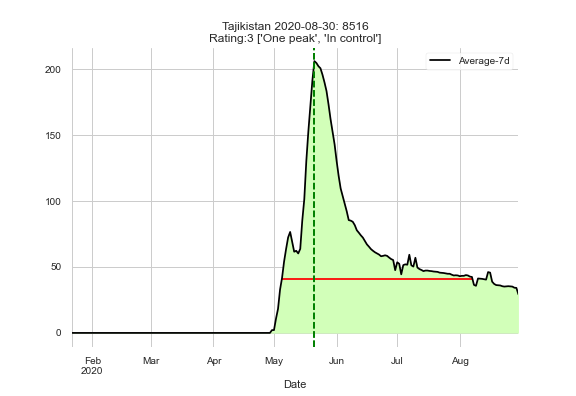 Tajikistan 2020-08-30: 8516
Rating:3 ['One peak', 'In control']
Average-7d
200
150
100
50
0
Feb Mar Apr May Jun Jul Aug
2020
Date